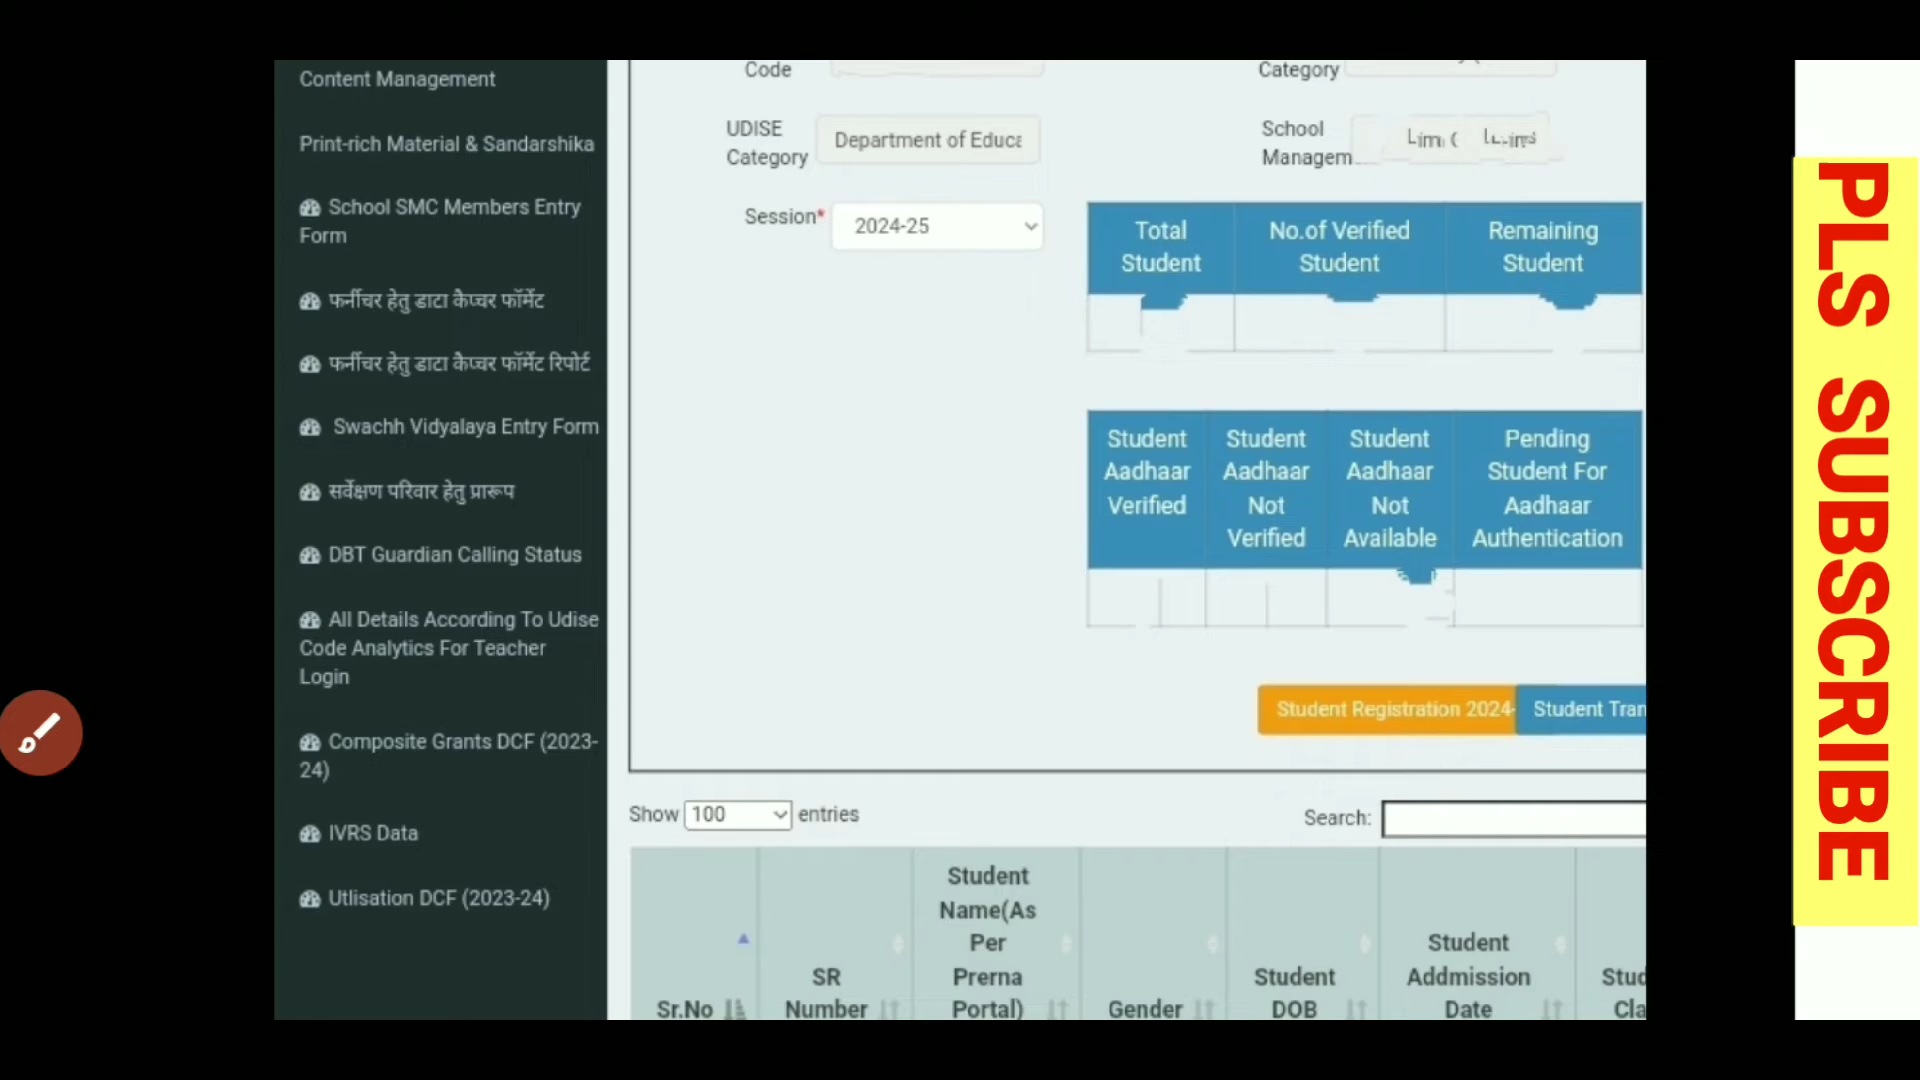 Content Management
Print-rich Material & Sandarshika
School SMC Members Entry
Form
फर्नीचर हेतु डाटा कैप्चर फॉर्मेट
फर्नीचर हेतु डाटा कैप्चर फॉर्मेट रिपोर्ट
Swachh Vidyalaya Entry Form
सर्वेक्षण परिवार हेतु प्रारूप
DBT Guardian Calling Status
All Details According To Udise
Code Analytics For Teacher
Login
Composite Grants DCF (2023-
24)
IVRS Data
Utlisation DCF (2023-24)
Code
Category
UDISE
Category
Department of Educa
School
Managem
Session*
2024-25
Total
Student
No.of Verified
Student
Remaining
Student
Student
Aadhaar
Verified
Student
Aadhaar
Not
Verified
Student
Aadhaar
Not
Available
Pending
Student For
Aadhaar
Authentication
Student Registration 2024-
Student Tran
Show 100 entries
Search:
Sr.No
SR
Number
Student
Name(As
Per
Prerna
Portal)
Gender
Student
DOB
Student
Addmission
Date
Stud
Cla
PLS SUBSCRIBE